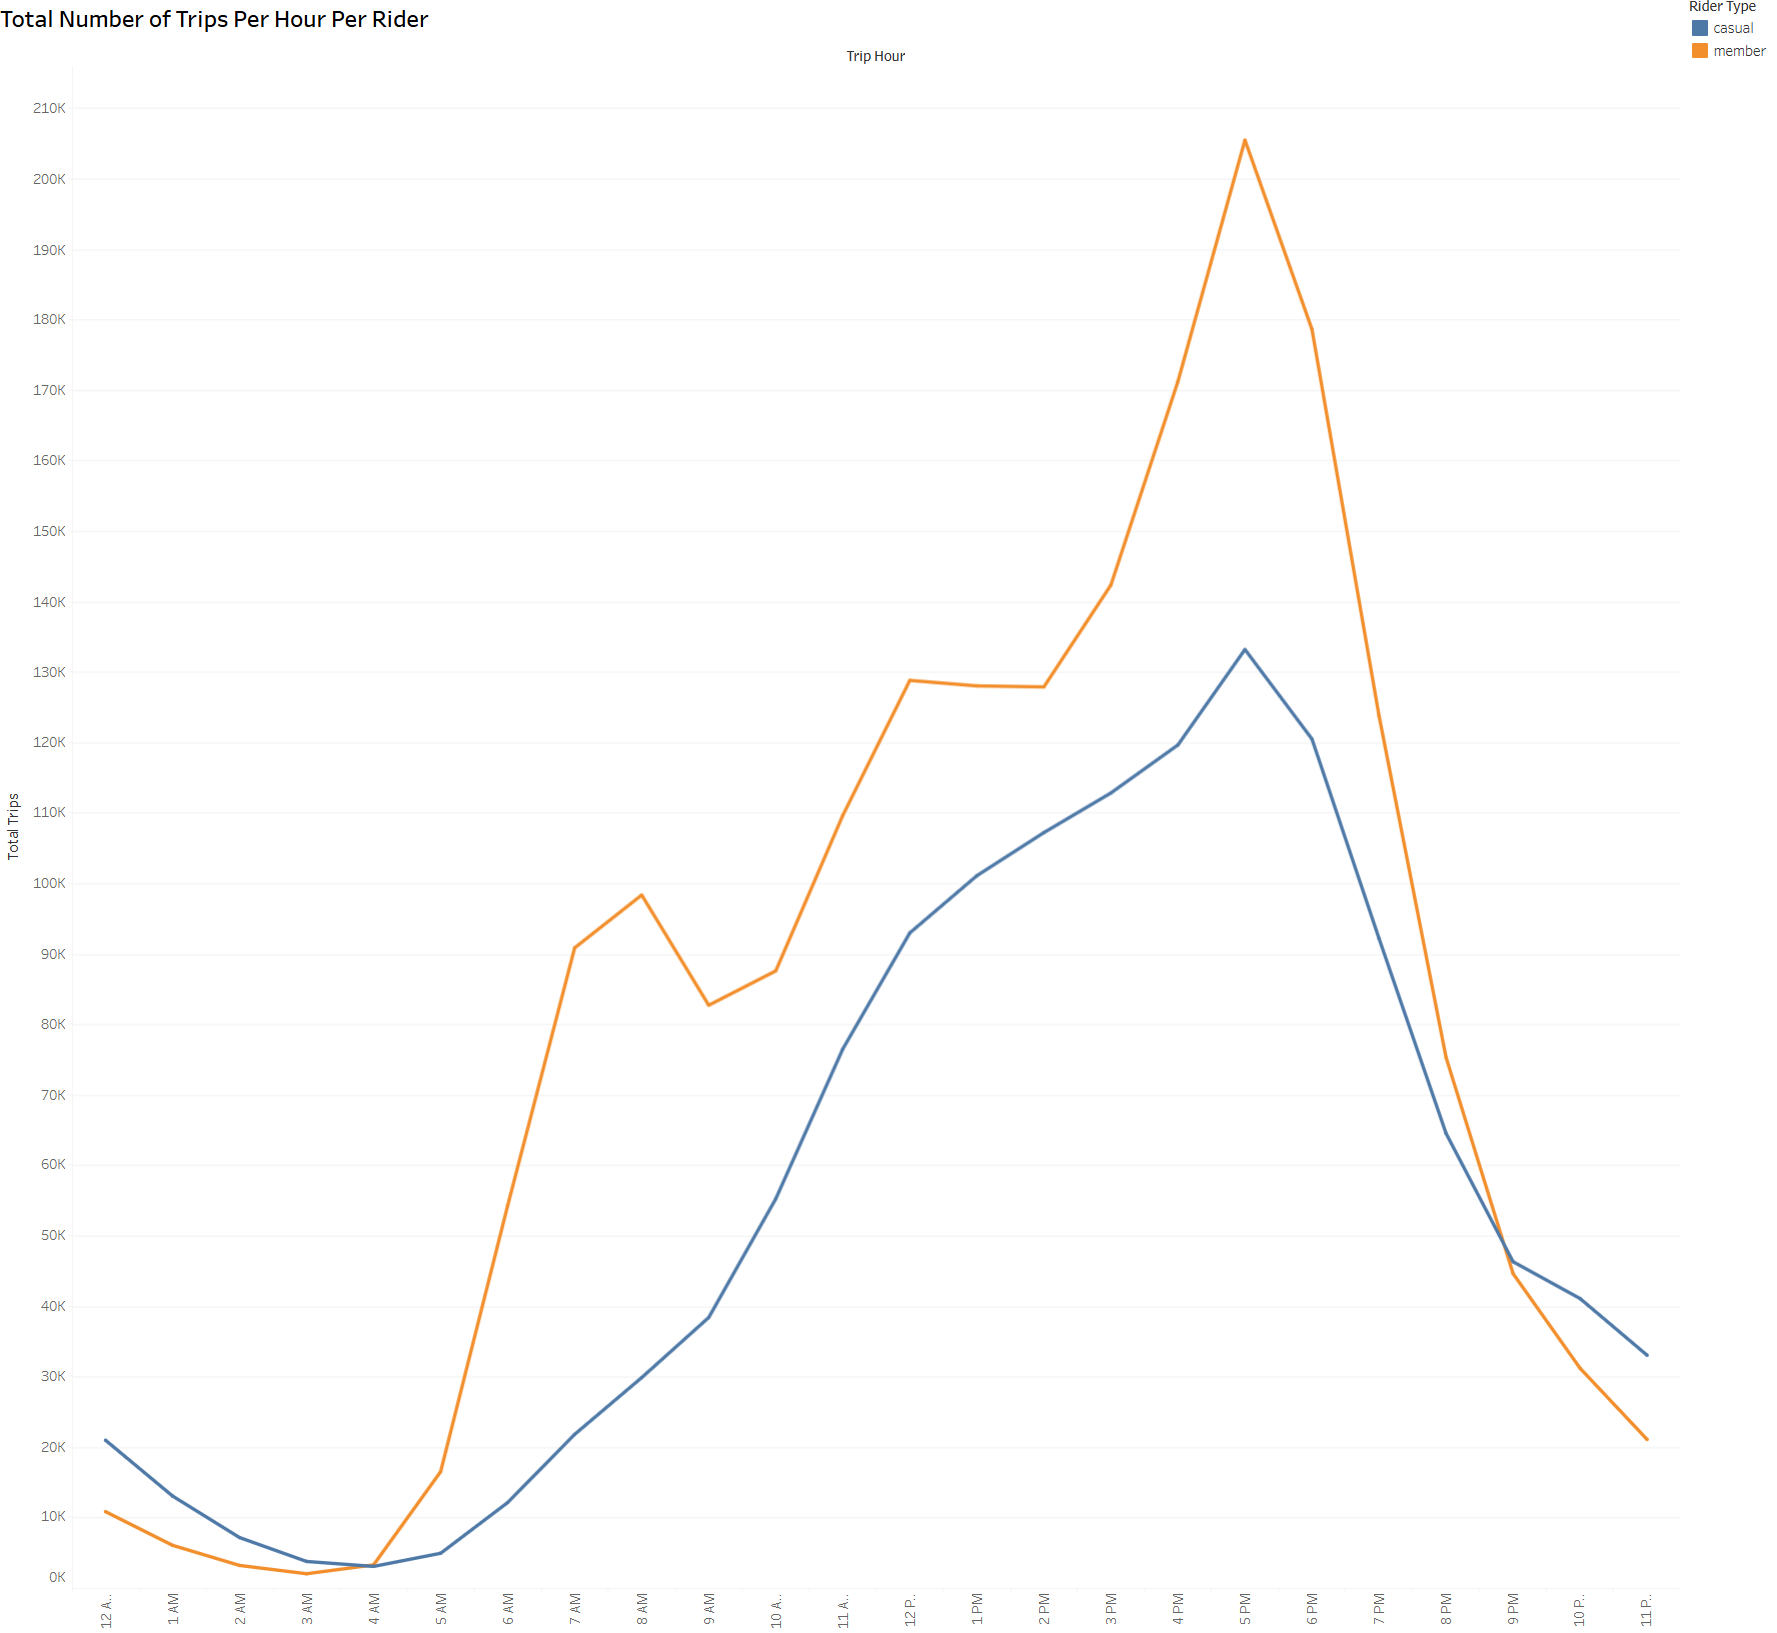 Total Number of Trips Per Hour Per Rider
Rider Type
casual
member
Trip Hour
Total Trips
210K
200K
190K
180K
170K
160K
150K
140K
130K
120K
110K
100K
90K
80K
70K
60K
50K
40K
30K
20K
10K
0K
12 A..
1 AM
2 AM
3 AM
4 AM
5 AM
6 AM
7 AM
8 AM
9 AM
10 A..
11 A..
12 P..
1 PM
2 PM
3 PM
4 PM
5 PM
6 PM
7 PM
8 PM
9 PM
10 P..
11 P..